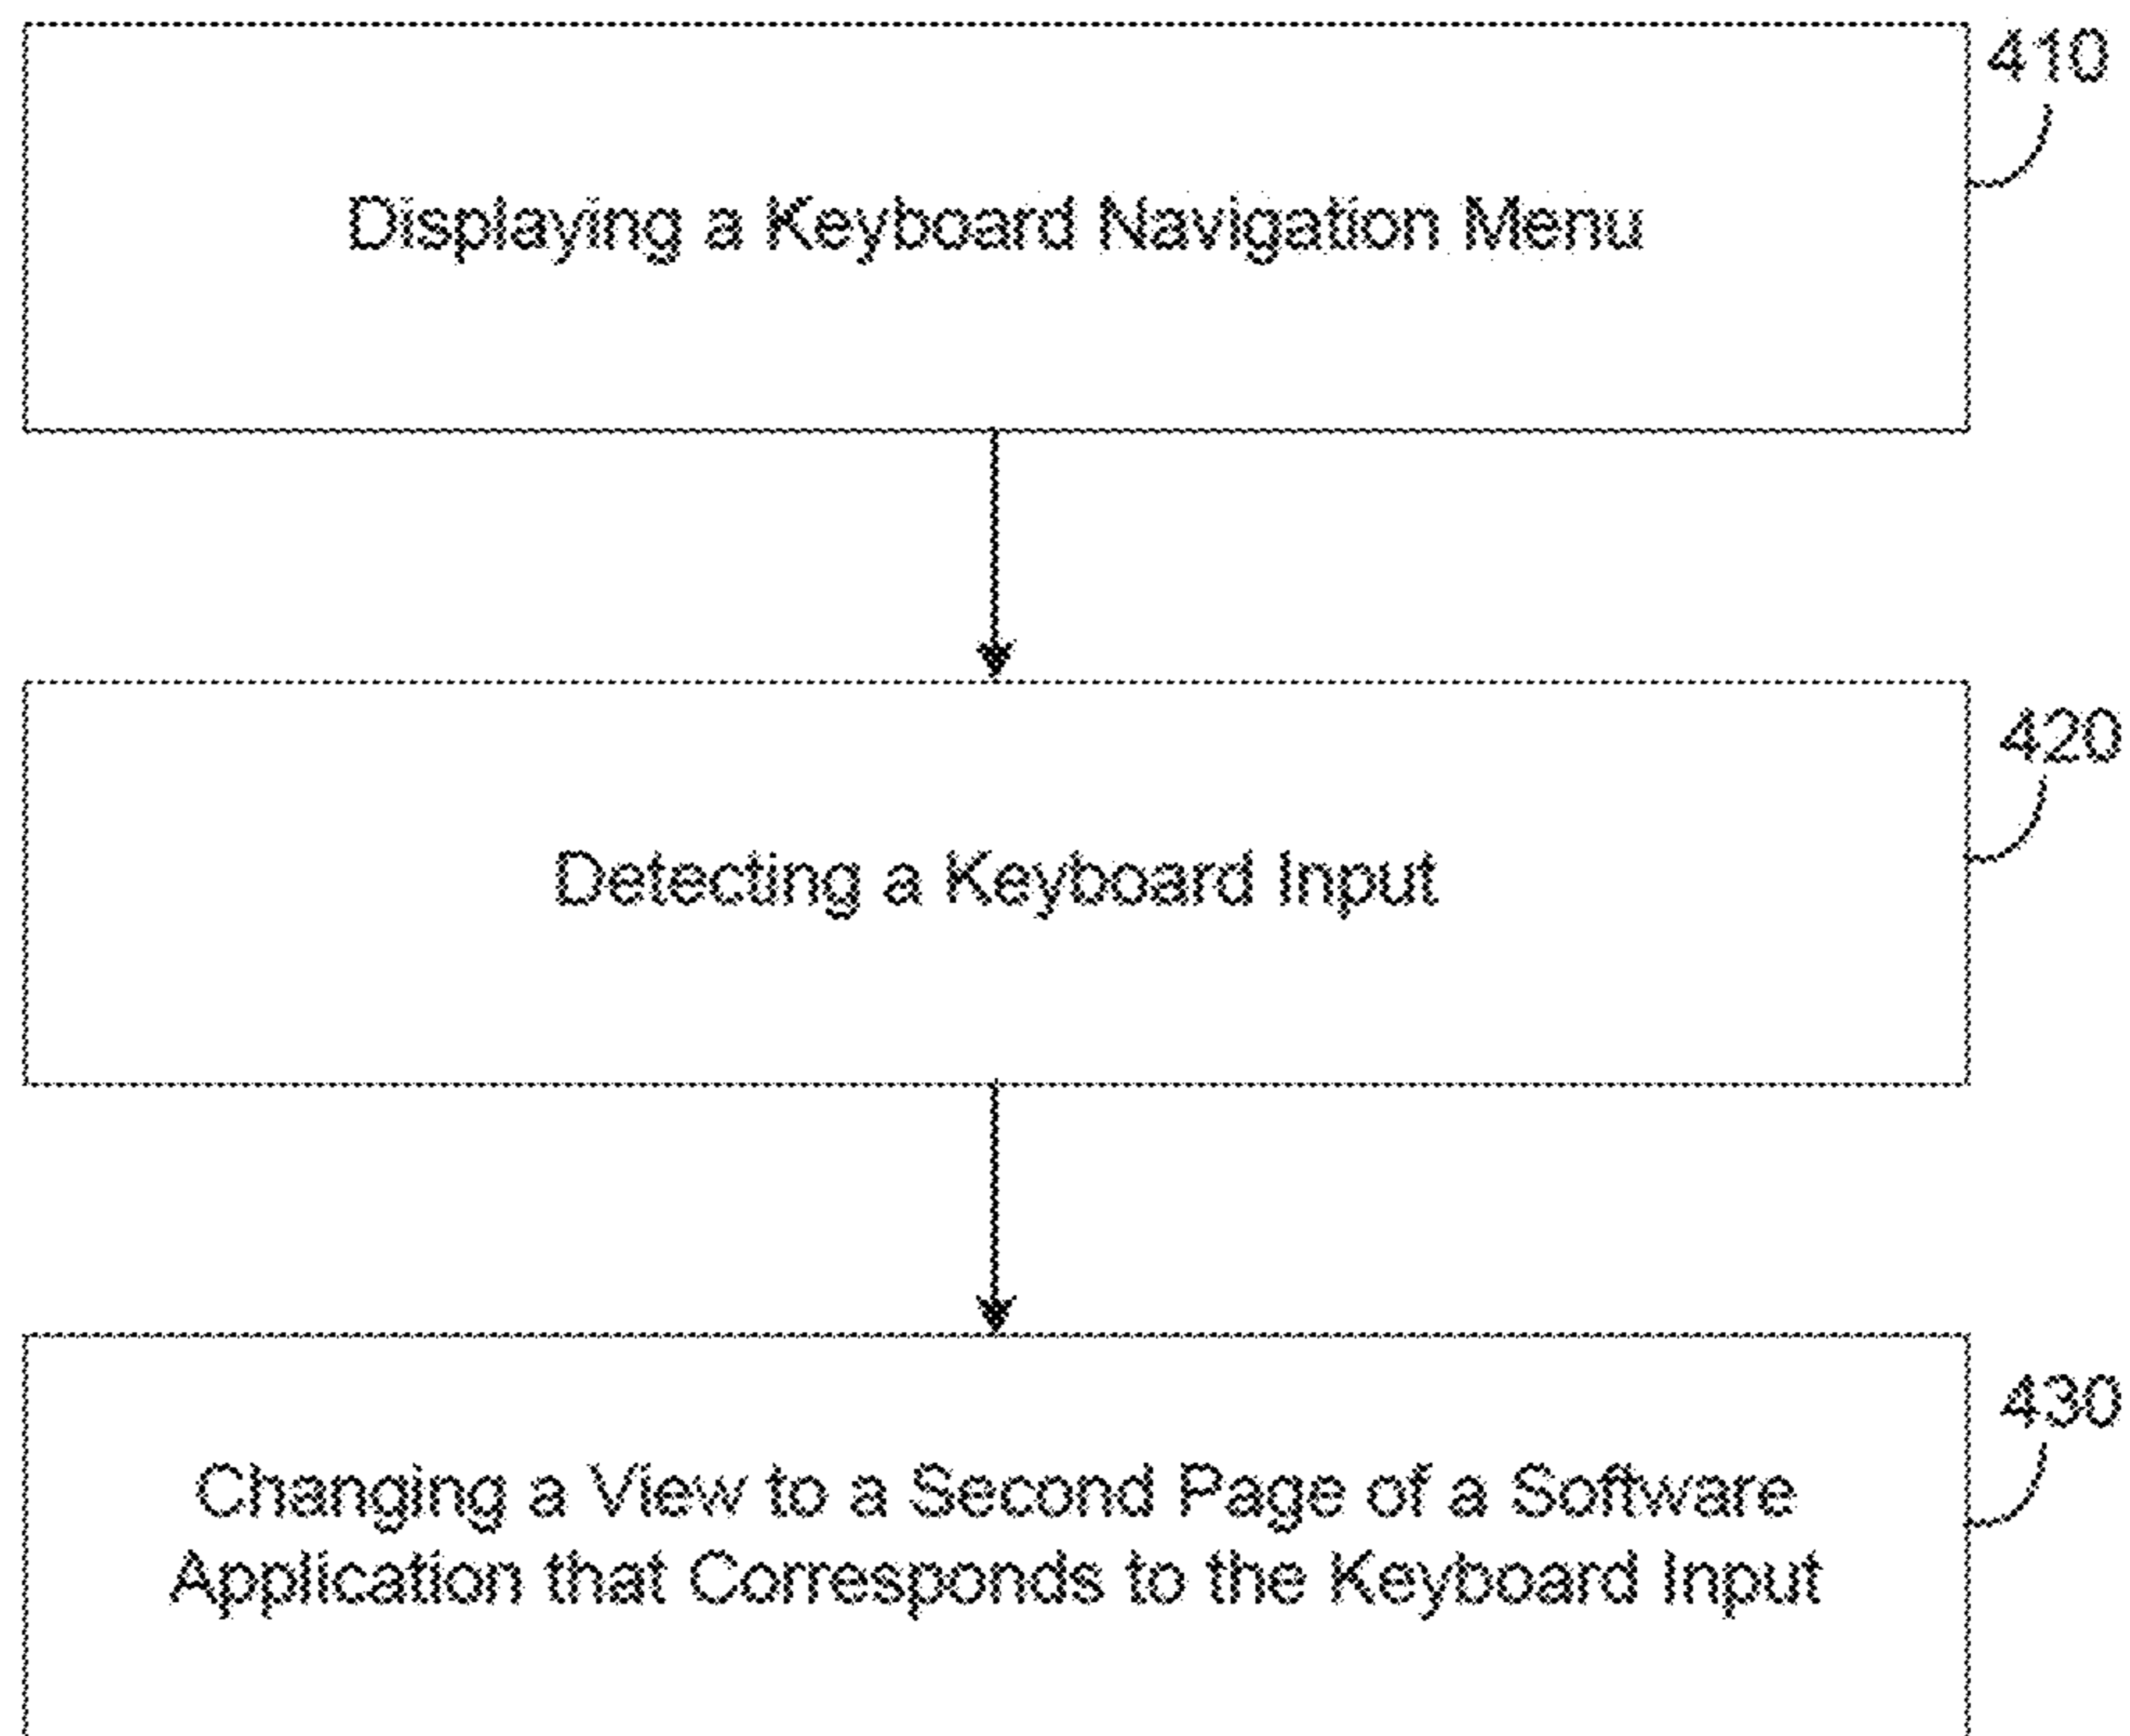 410
Displaying a Keyboard Navigation Menu
420
Detecting a Keyboard Input
430
Changing a View to a Second Page of a Software
Application that Corresponds to the Keyboard Input